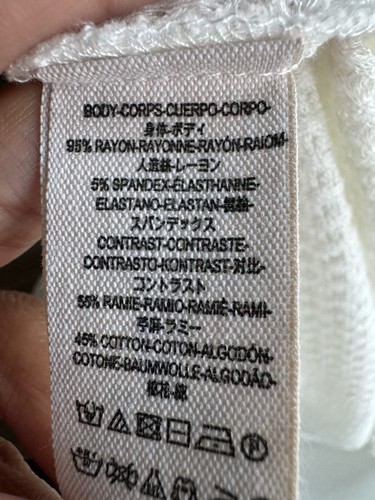 BODY-CORPS-CUERPO-CORPO-
身体-ボディ
95% RAYON-RAYONNE-RAYÓN-RAIOM-
人造絲-レーヨン
5% SPANDEX-ÉLASTHANNE-
ELASTANO-ELASTAN-
スパンデックス
CONTRAST-CONTRASTE-
CONTRASTO-KONTRAST-对比-
コントラスト
55% RAMIE-RAMIO-RAMIÉ-RAMI-
苧麻-ラミー
45% COTTON-COTON-ALGODÓN-
COTONE-BAUMWOLLE-ALGODÃO-
棉花-綿
P